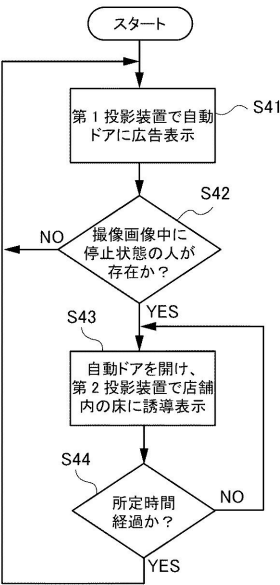 スタート
S41
第1投影装置で自動
ドアに広告表示
S42
撮像画像中に
停止状態の人が
存在か?
NO
YES
S43
自動ドアを開け、
第2投影装置で店舗
内の床に誘導表示
S44
所定時間
経過か?
NO
YES